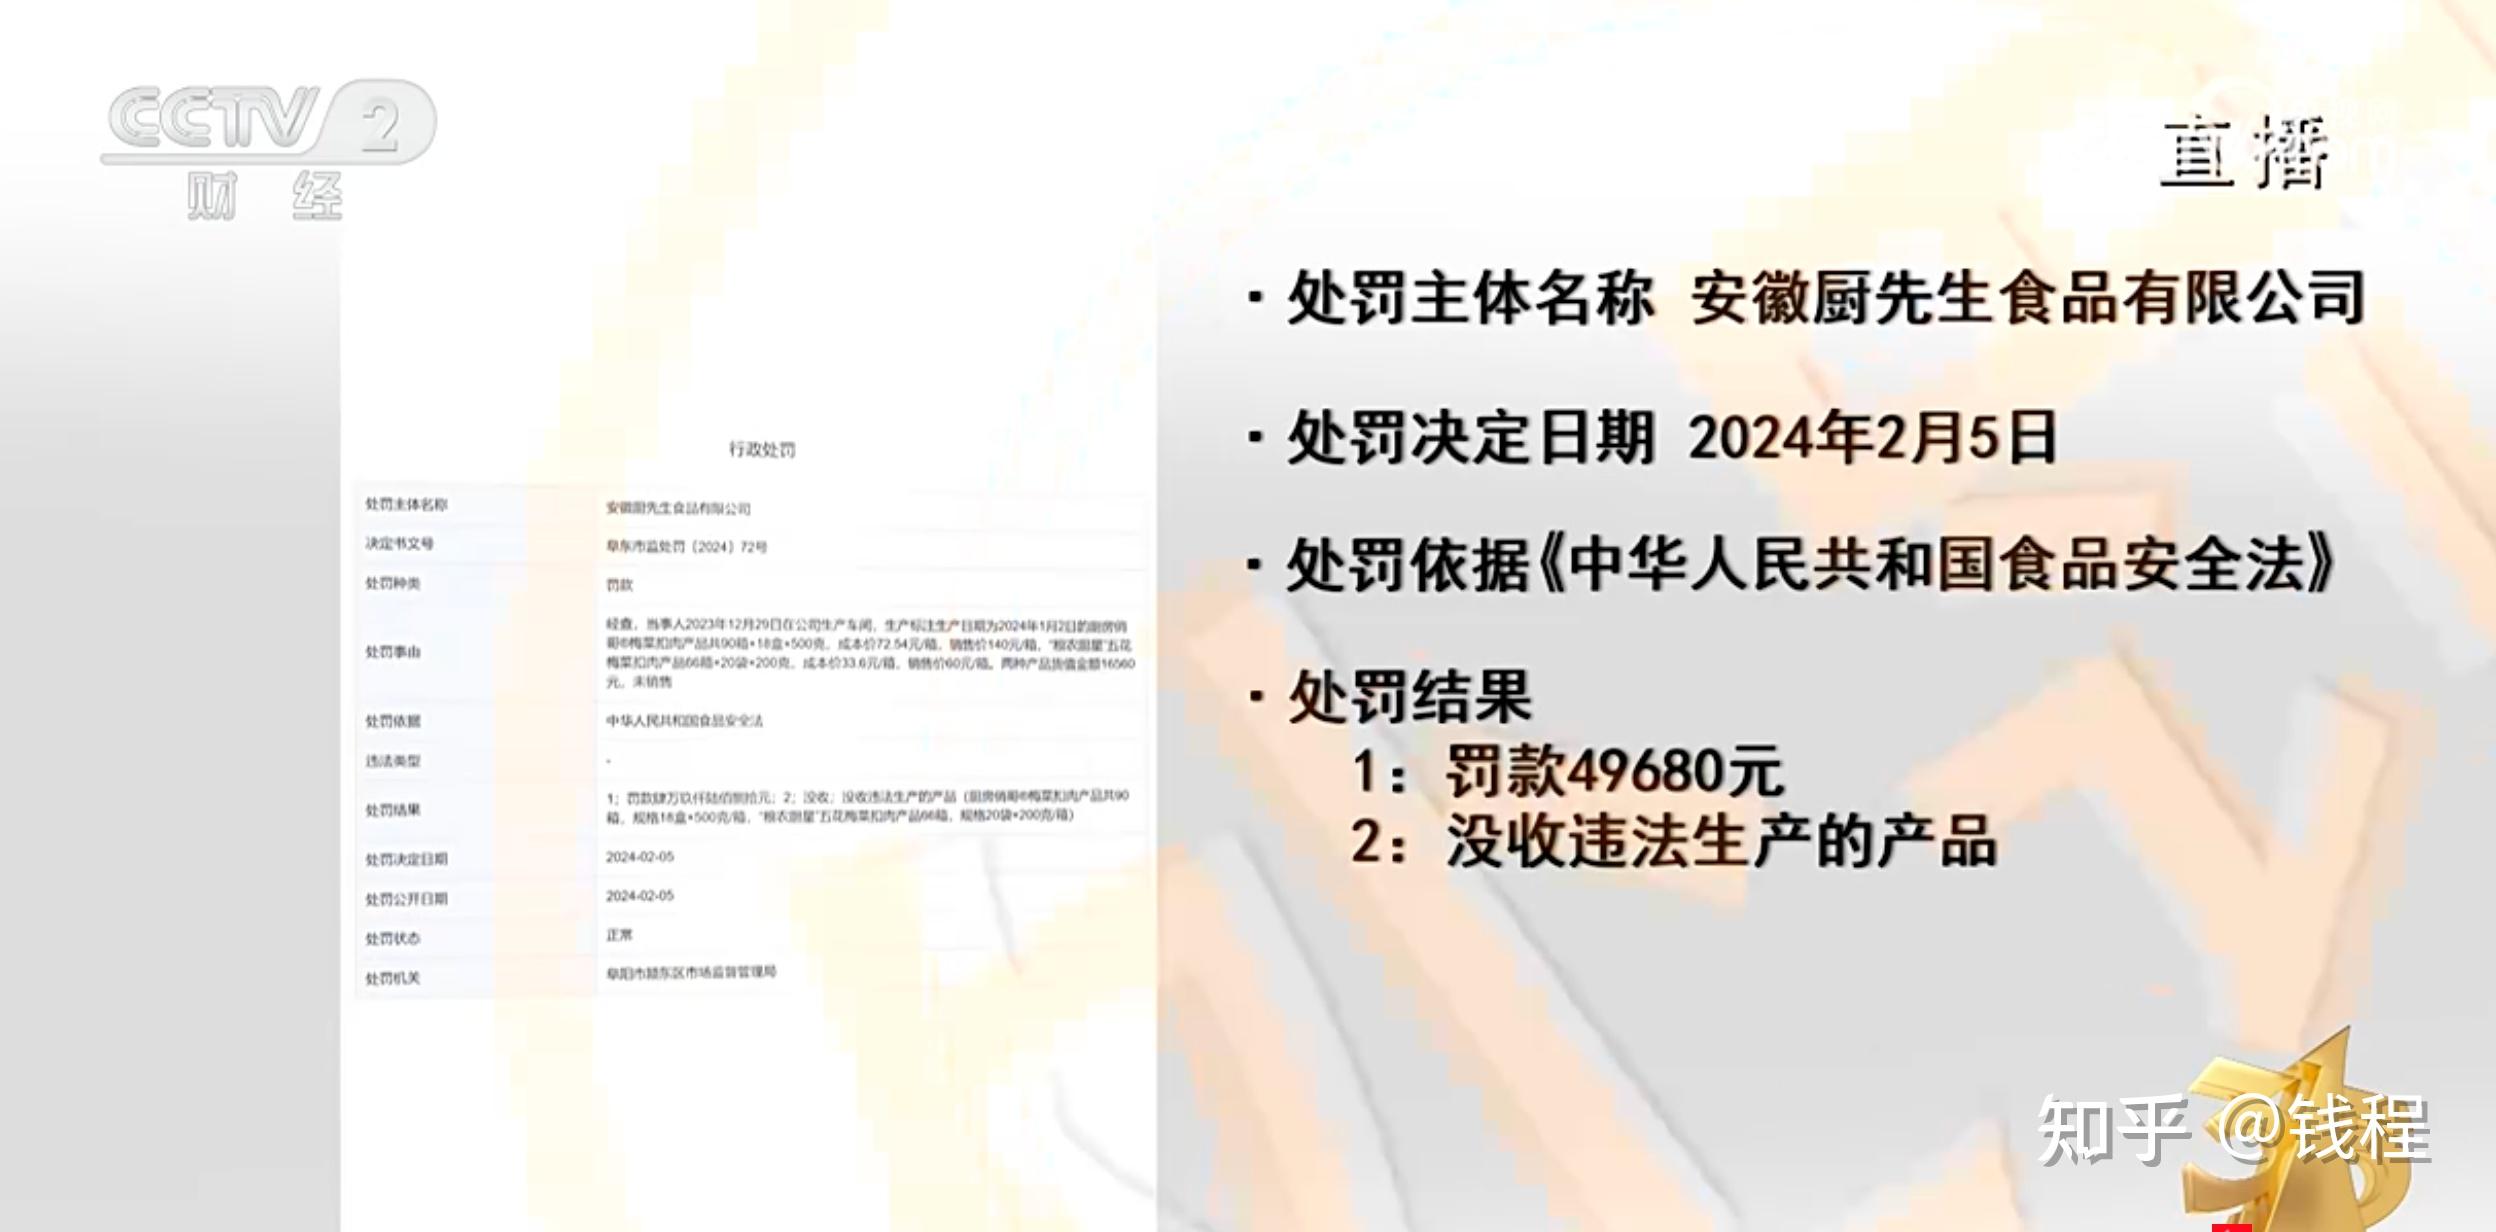 CCTV 2
财 经
直播
行政处罚
处罚主体名称 安徽厨先生食品有限公司
决定书文号 阜东市监处罚〔2024〕72号
处罚种类 罚款
处罚事由
经查，当事人2023年12月29日在公司生产车间，生产标注生产日期为2024年1月2日的厨房俏
哥®梅菜扣肉产品共90箱*18盒*500克，成本价72.54元/箱，销售价140元/箱，“粮农厨星”五花
梅菜扣肉产品66箱*20袋*200克，成本价33.6元/箱，销售价60元/箱。两种产品货值金额16560
元，未销售
处罚依据 中华人民共和国食品安全法
违法类型 -
处罚结果
1；罚款肆万玖仟陆佰捌拾元；2；没收；没收违法生产的产品（厨房俏哥®梅菜扣肉产品共90
箱，规格18盒*500克/箱，“粮农厨星”五花梅菜扣肉产品66箱，规格20袋*200克/箱）
处罚决定日期 2024-02-05
处罚公开日期 2024-02-05
处罚状态 正常
处罚机关 阜阳市颍东区市场监督管理局
·处罚主体名称 安徽厨先生食品有限公司
·处罚决定日期 2024年2月5日
·处罚依据《中华人民共和国食品安全法》
·处罚结果
1：罚款49680元
2：没收违法生产的产品
知乎 @钱程